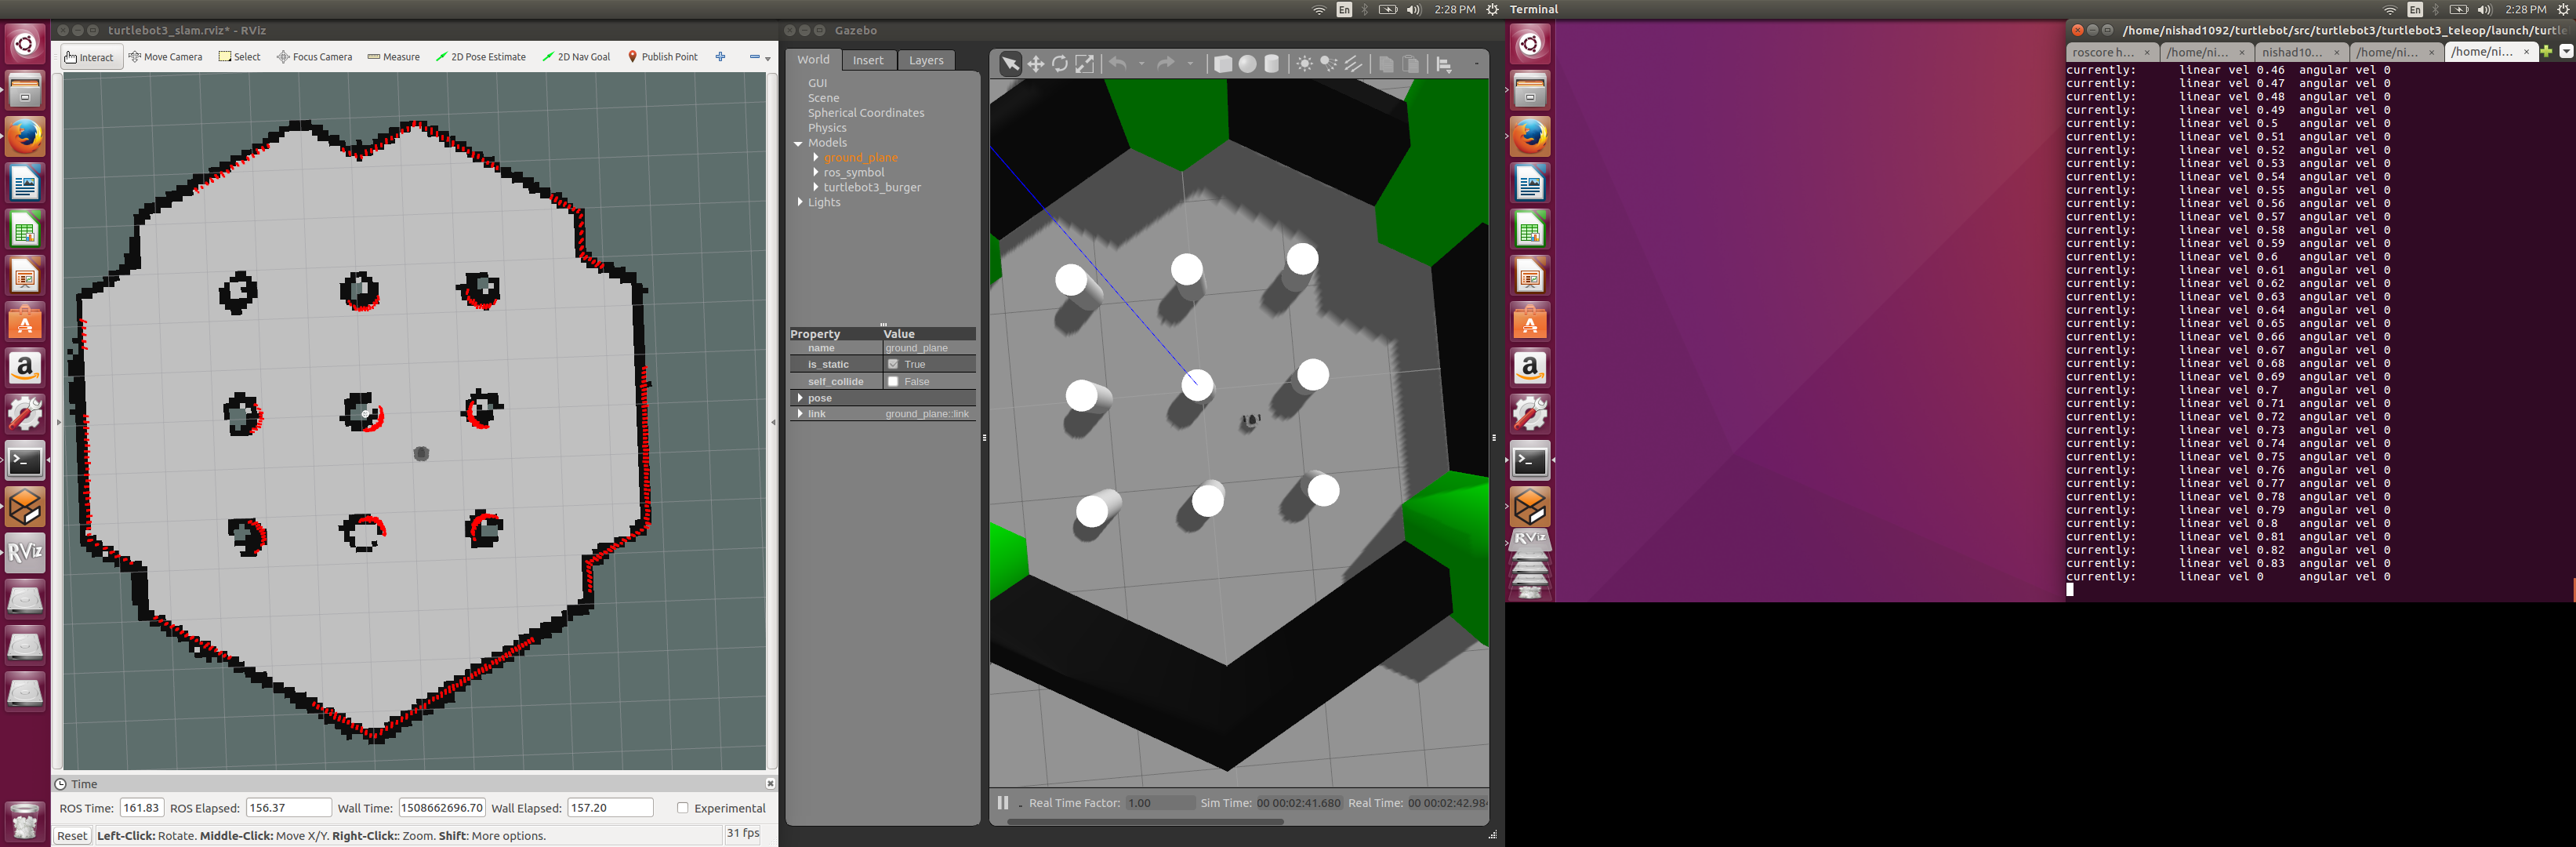 En 2:28 PM
Terminal
En 2:28 PM
turtlebot3_slam.rviz* - RViz
Interact Move Camera Select Focus Camera Measure 2D Pose Estimate 2D Nav Goal Publish Point
RViz
Time
ROS Time: 161.83 ROS Elapsed: 156.37 Wall Time: 1508662696.70 Wall Elapsed: 157.20 Experimental
Reset Left-Click: Rotate. Middle-Click: Move X/Y. Right-Click:: Zoom. Shift: More options. 31 fps
Gazebo
World Insert Layers
GUI
Scene
Spherical Coordinates
Physics
Models
ground_plane
ros_symbol
turtlebot3_burger
Lights
Property Value
name ground_plane
is_static True
self_collide False
pose
link ground_plane::link
Real Time Factor: 1.00 Sim Time: 00 00:02:41.680 Real Time: 00 00:02:42.98
RViz
/home/nishad1092/turtlebot/src/turtlebot3/turtlebot3_teleop/launch/turtle
roscore h... × /home/ni... × nishad10... × /home/ni... × /home/ni... ×
currently: linear vel 0.46 angular vel 0
currently: linear vel 0.47 angular vel 0
currently: linear vel 0.48 angular vel 0
currently: linear vel 0.49 angular vel 0
currently: linear vel 0.5 angular vel 0
currently: linear vel 0.51 angular vel 0
currently: linear vel 0.52 angular vel 0
currently: linear vel 0.53 angular vel 0
currently: linear vel 0.54 angular vel 0
currently: linear vel 0.55 angular vel 0
currently: linear vel 0.56 angular vel 0
currently: linear vel 0.57 angular vel 0
currently: linear vel 0.58 angular vel 0
currently: linear vel 0.59 angular vel 0
currently: linear vel 0.6 angular vel 0
currently: linear vel 0.61 angular vel 0
currently: linear vel 0.62 angular vel 0
currently: linear vel 0.63 angular vel 0
currently: linear vel 0.64 angular vel 0
currently: linear vel 0.65 angular vel 0
currently: linear vel 0.66 angular vel 0
currently: linear vel 0.67 angular vel 0
currently: linear vel 0.68 angular vel 0
currently: linear vel 0.69 angular vel 0
currently: linear vel 0.7 angular vel 0
currently: linear vel 0.71 angular vel 0
currently: linear vel 0.72 angular vel 0
currently: linear vel 0.73 angular vel 0
currently: linear vel 0.74 angular vel 0
currently: linear vel 0.75 angular vel 0
currently: linear vel 0.76 angular vel 0
currently: linear vel 0.77 angular vel 0
currently: linear vel 0.78 angular vel 0
currently: linear vel 0.79 angular vel 0
currently: linear vel 0.8 angular vel 0
currently: linear vel 0.81 angular vel 0
currently: linear vel 0.82 angular vel 0
currently: linear vel 0.83 angular vel 0
currently: linear vel 0 angular vel 0